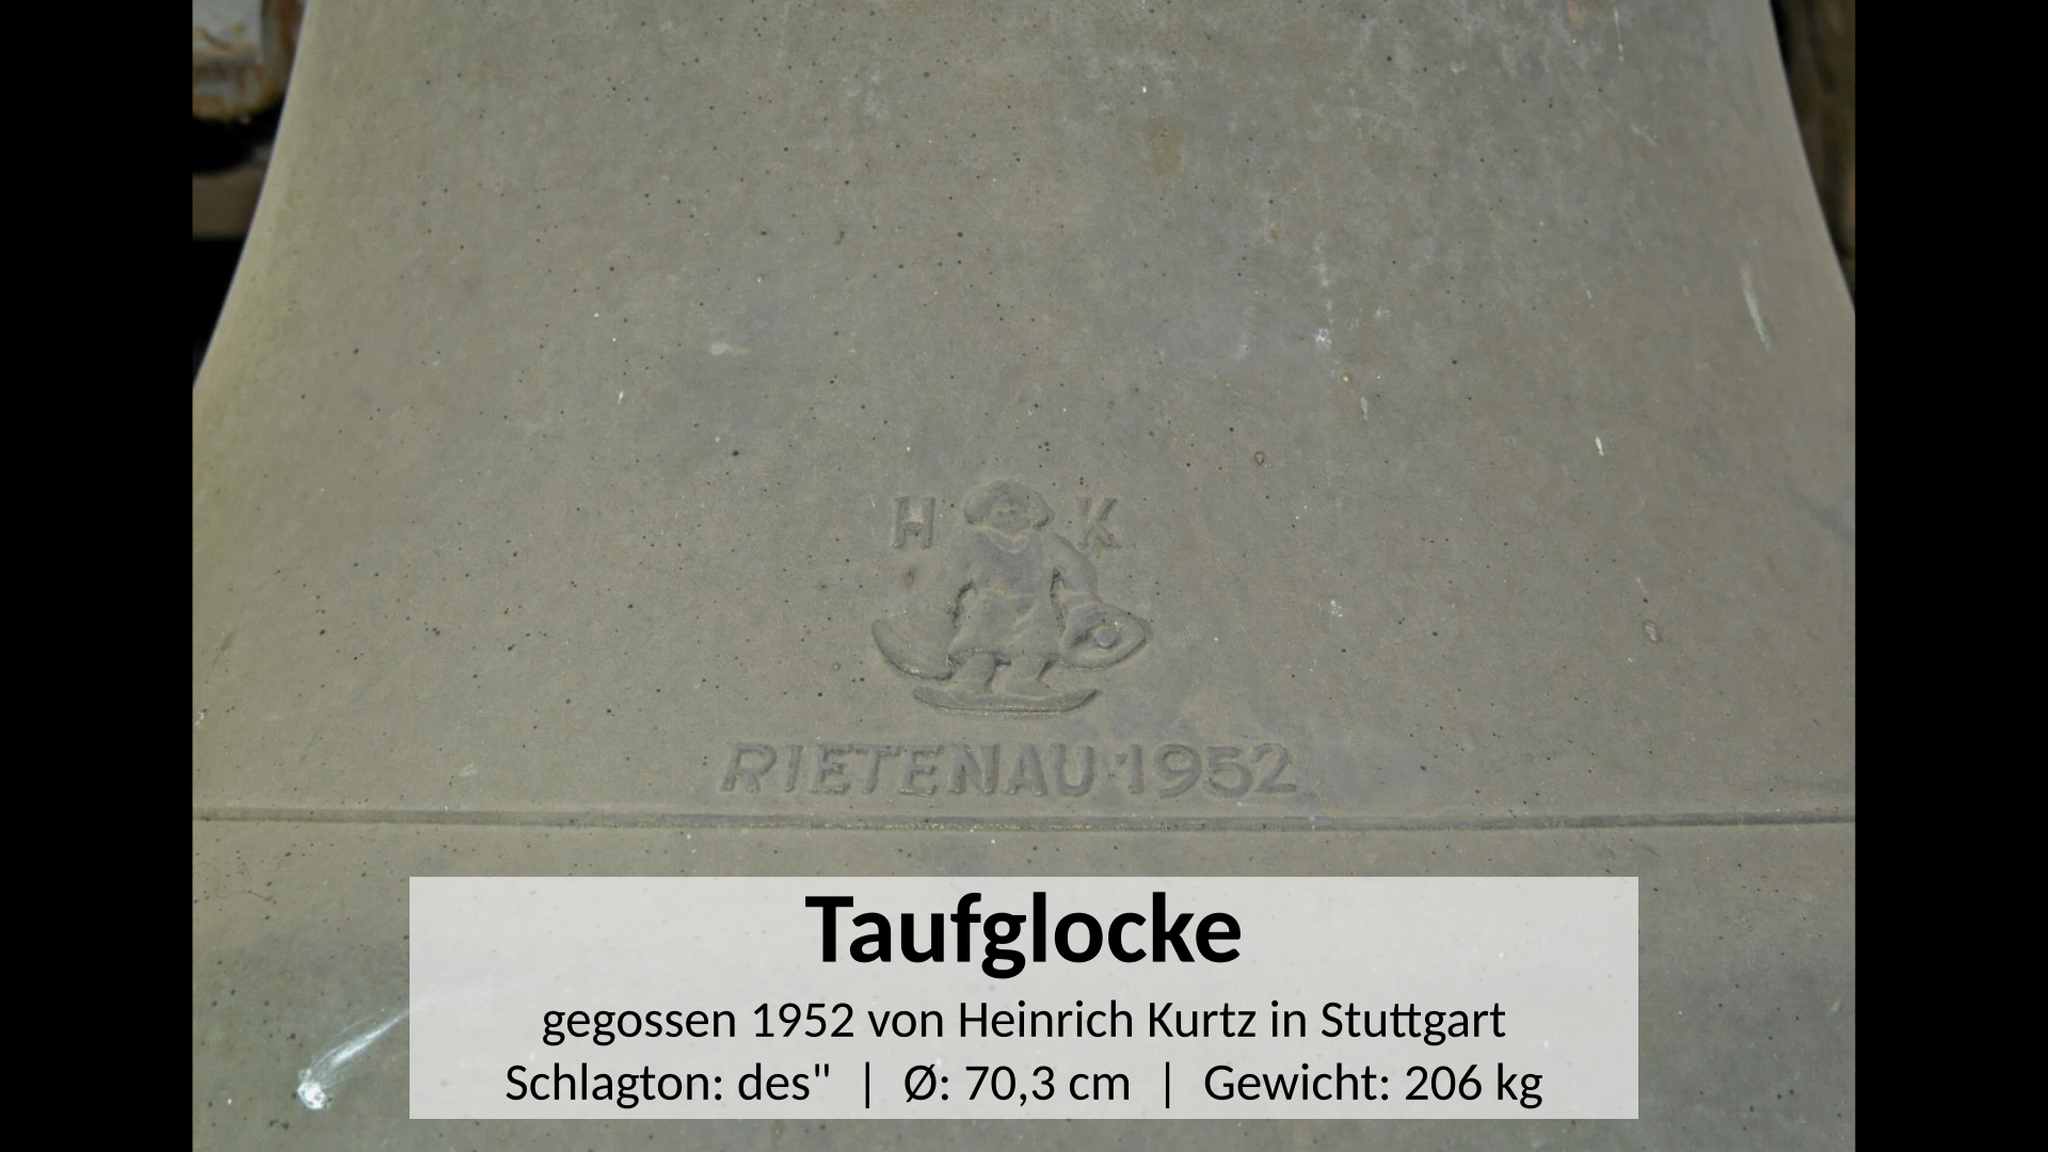 H K
RIETENAU 1952
Taufglocke
gegossen 1952 von Heinrich Kurtz in Stuttgart
Schlagton: des" | Ø: 70,3 cm | Gewicht: 206 kg